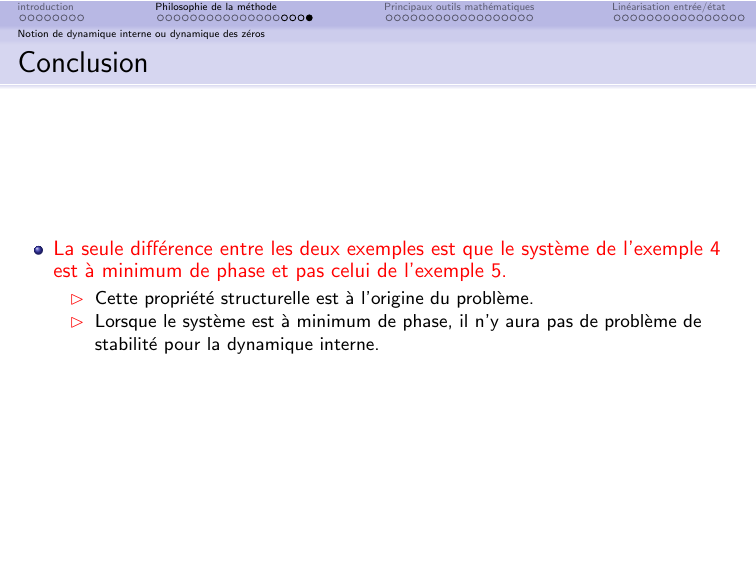 introduction
Philosophie de la méthode
Principaux outils mathématiques
Linéarisation entrée/état
Notion de dynamique interne ou dynamique des zéros
Conclusion
La seule différence entre les deux exemples est que le système de l'exemple 4
est à minimum de phase et pas celui de l'exemple 5.
Cette propriété structurelle est à l'origine du problème.
Lorsque le système est à minimum de phase, il n'y aura pas de problème de
stabilité pour la dynamique interne.